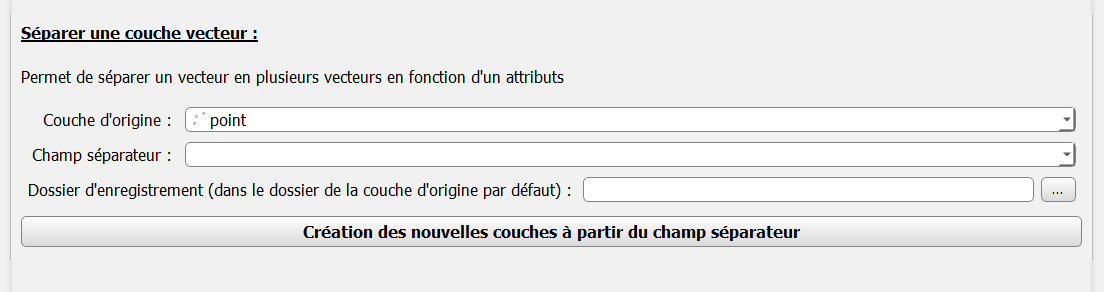 Séparer une couche vecteur :
Permet de séparer un vecteur en plusieurs vecteurs en fonction d'un attributs
Couche d'origine : point
Champ séparateur :
Dossier d'enregistrement (dans le dossier de la couche d'origine par défaut) : ...
Création des nouvelles couches à partir du champ séparateur